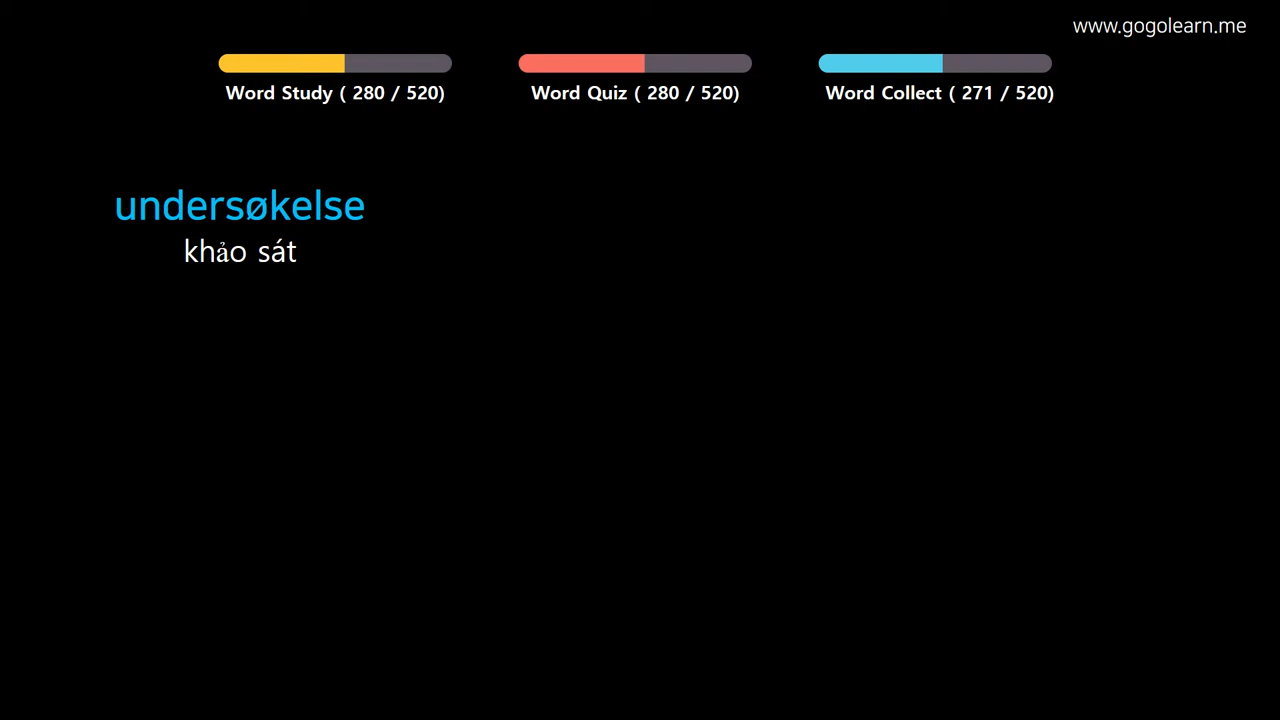 www.gogolearn.me
Word Study ( 280 / 520)
Word Quiz ( 280 / 520)
Word Collect ( 271 / 520)
undersøkelse
khảo sát